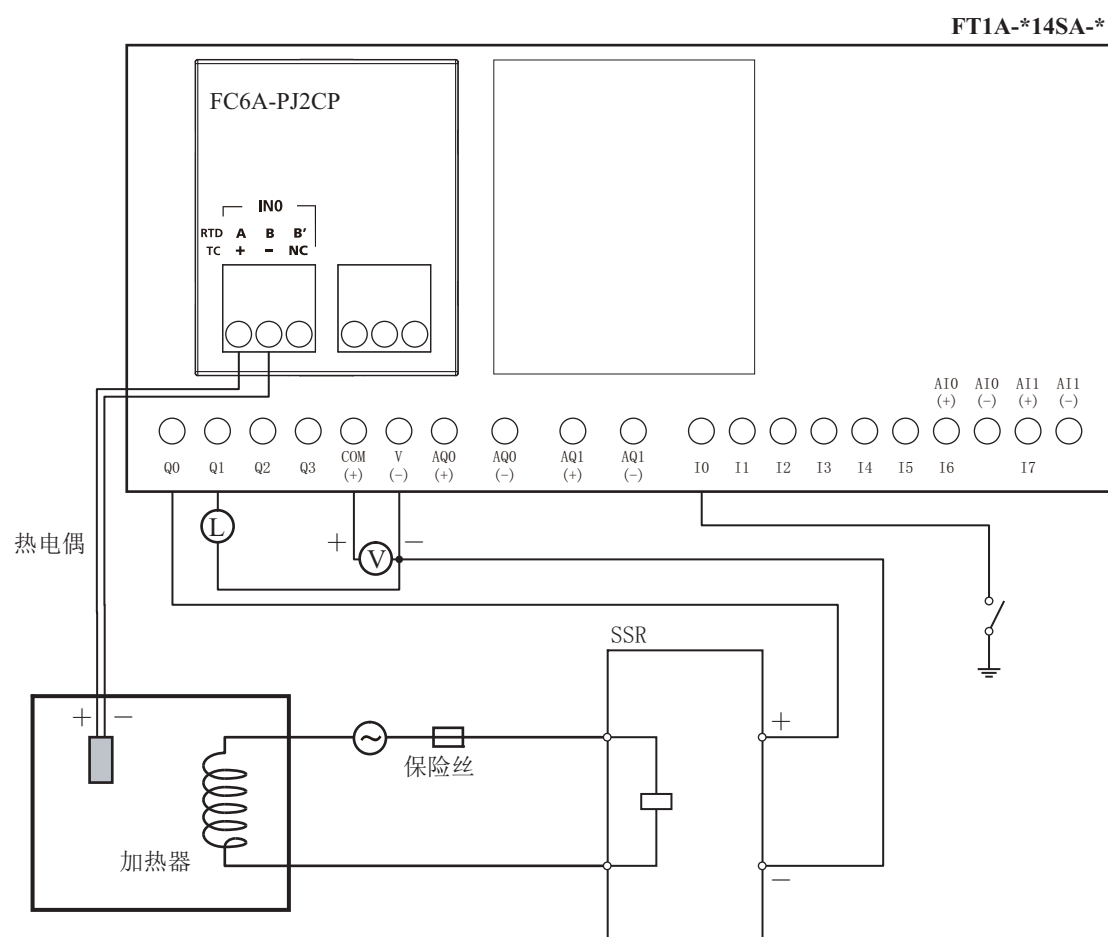 FT1A-*14SA-*
FC6A-PJ2CP
IN0
RTD A B B'
TC + - NC
AI0 AI0 AI1 AI1
(+) (-) (+) (-)
Q0 Q1 Q2 Q3 COM V AQ0 AQ0 AQ1 AQ1 I0 I1 I2 I3 I4 I5 I6 I7
(+) (-) (+) (-) (+) (-)
L
热电偶
+ V -
SSR
+ -
+
保险丝
加热器
-